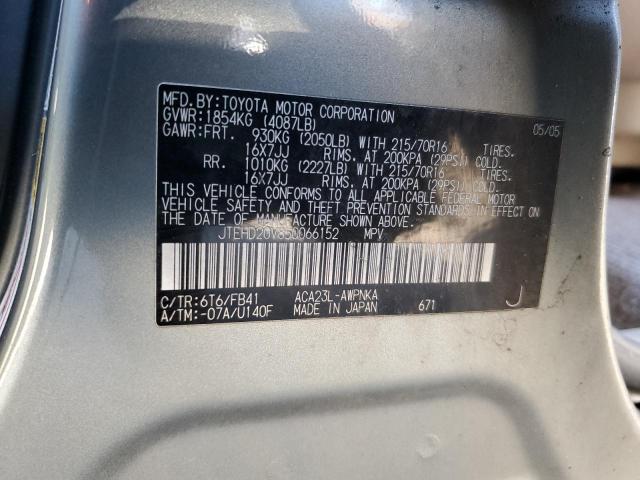 MFD. BY: TOYOTA MOTOR CORPORATION 05/05
GVWR: 1854KG (4087LB)
GAWR: FRT. 930KG (2050LB) WITH 215/70R16 TIRES.
16X7JJ RIMS. AT 200KPA (29PSI) COLD.
RR. 1010KG (2227LB) WITH 215/70R16 TIRES.
16X7JJ RIMS. AT 200KPA (29PSI) COLD.
THIS VEHICLE CONFORMS TO ALL APPLICABLE FEDERAL MOTOR
VEHICLE SAFETY AND THEFT PREVENTION STANDARDS IN EFFECT
ON THE DATE OF MANUFACTURE SHOWN ABOVE.
MPV
C/TR: 6T6/FB41 ACA23L-AWPNKA
A/TM: -07A/U140F MADE IN JAPAN 671 J